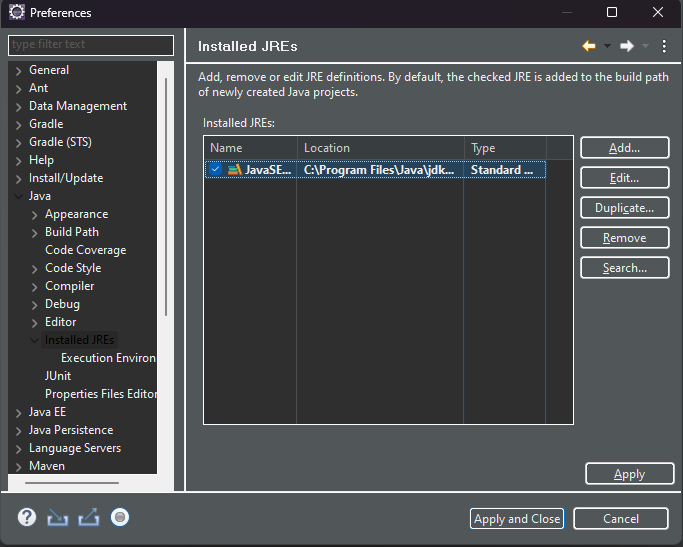 Preferences
type filter text
General
Ant
Data Management
Gradle
Gradle (STS)
Help
Install/Update
Java
Appearance
Build Path
Code Coverage
Code Style
Compiler
Debug
Editor
Installed JREs
Execution Environ
JUnit
Properties Files Editor
Java EE
Java Persistence
Language Servers
Maven
Installed JREs
Add, remove or edit JRE definitions. By default, the checked JRE is added to the build path
of newly created Java projects.
Installed JREs:
Name Location Type
JavaSE... C:\Program Files\Java\jdk... Standard ...
Add...
Edit...
Duplicate...
Remove
Search...
Apply
Apply and Close Cancel